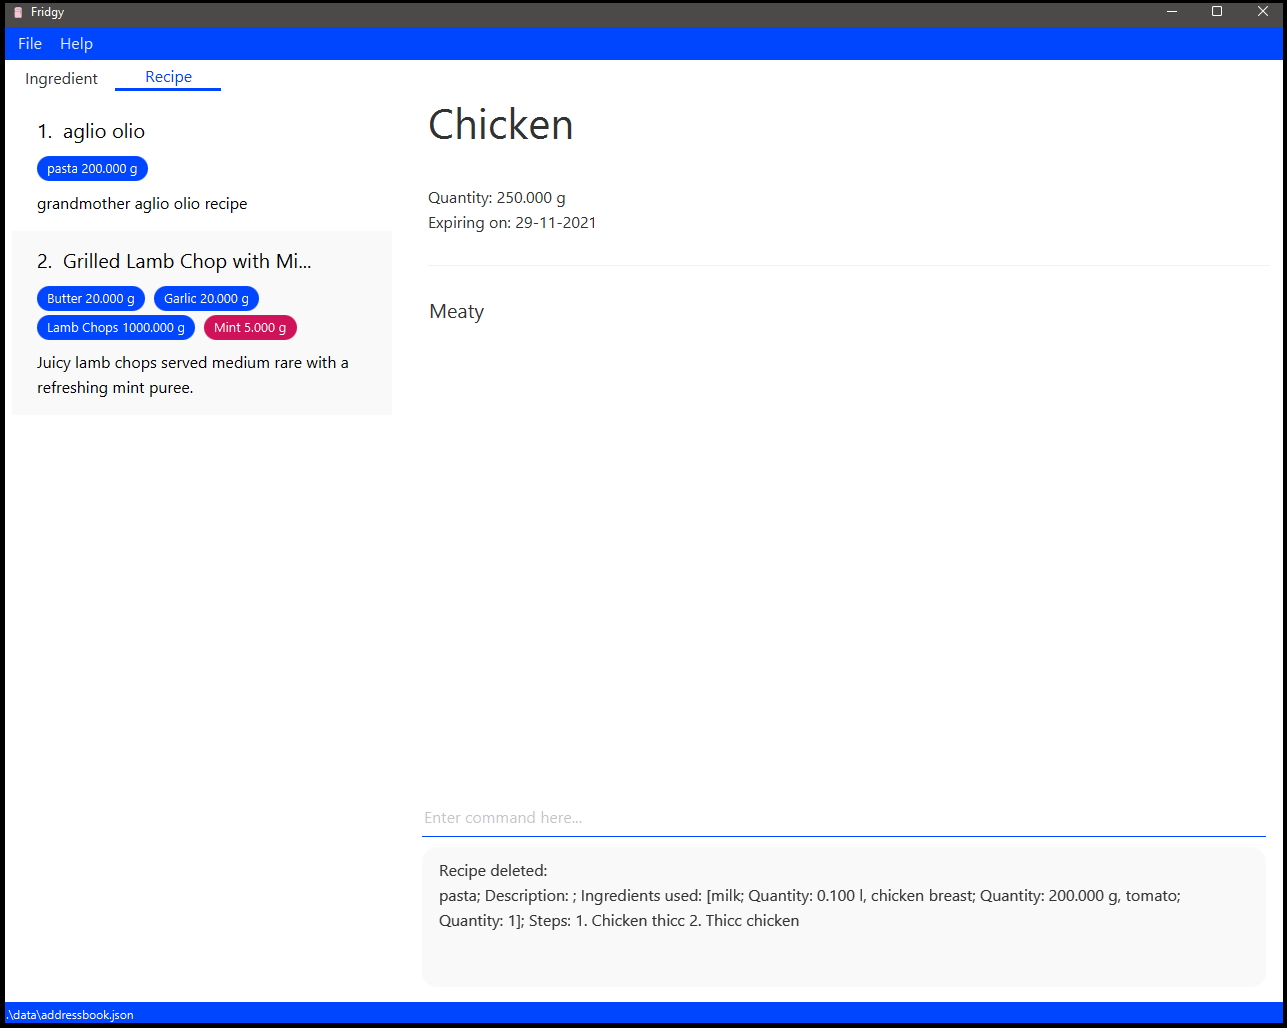 Fridgy
File Help
Ingredient Recipe
1. aglio olio
pasta 200.000 g
grandmother aglio olio recipe
2. Grilled Lamb Chop with Mi...
Butter 20.000 g Garlic 20.000 g
Lamb Chops 1000.000 g Mint 5.000 g
Juicy lamb chops served medium rare with a
refreshing mint puree.
Chicken
Quantity: 250.000 g
Expiring on: 29-11-2021
Meaty
Enter command here...
Recipe deleted:
pasta; Description: ; Ingredients used: [milk; Quantity: 0.100 l, chicken breast; Quantity: 200.000 g, tomato;
Quantity: 1]; Steps: 1. Chicken thicc 2. Thicc chicken
.\data\addressbook.json